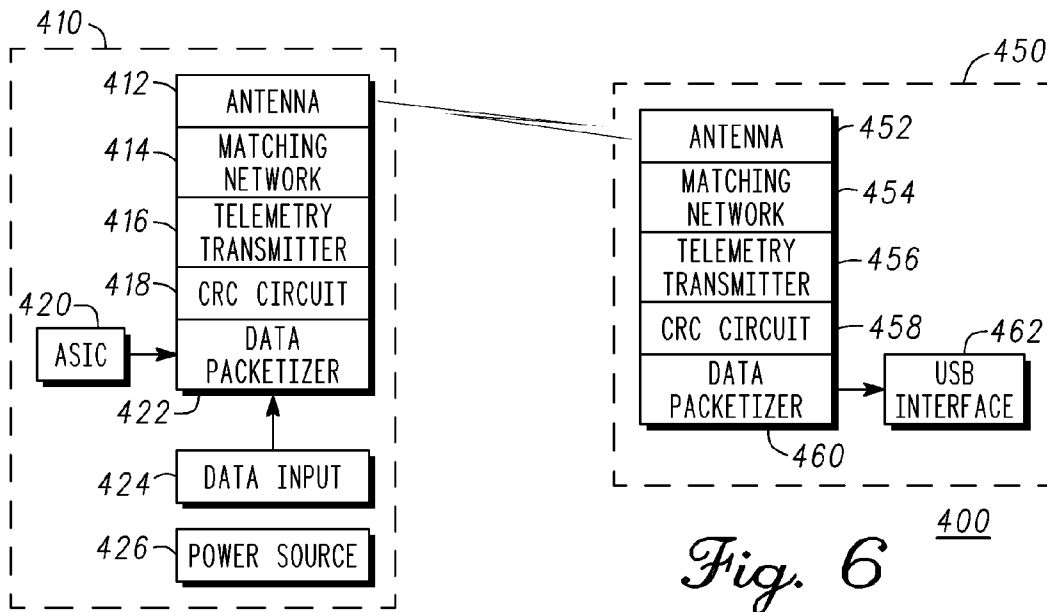 410
412
ANTENNA
414
MATCHING
NETWORK
416
TELEMETRY
TRANSMITTER
418
CRC CIRCUIT
420
ASIC
DATA
PACKETIZER
422
424
DATA INPUT
426
POWER SOURCE
450
ANTENNA
452
MATCHING
NETWORK
454
TELEMETRY
TRANSMITTER
456
CRC CIRCUIT
458
DATA
PACKETIZER
460
462
USB
INTERFACE
400
Fig. 6